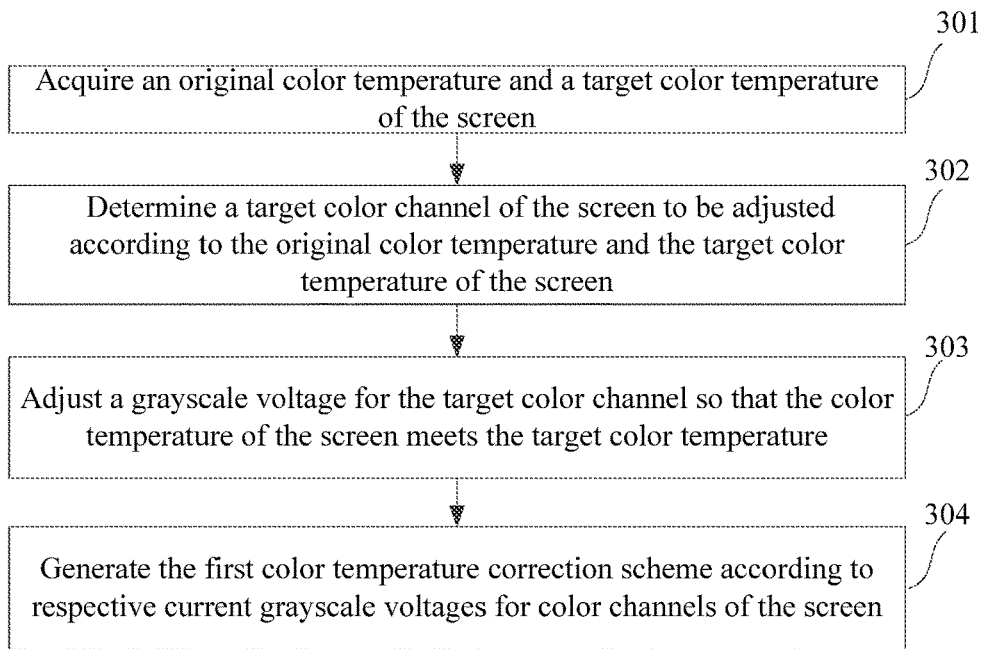 301
Acquire an original color temperature and a target color temperature
of the screen
302
Determine a target color channel of the screen to be adjusted
according to the original color temperature and the target color
temperature of the screen
303
Adjust a grayscale voltage for the target color channel so that the color
temperature of the screen meets the target color temperature
304
Generate the first color temperature correction scheme according to
respective current grayscale voltages for color channels of the screen